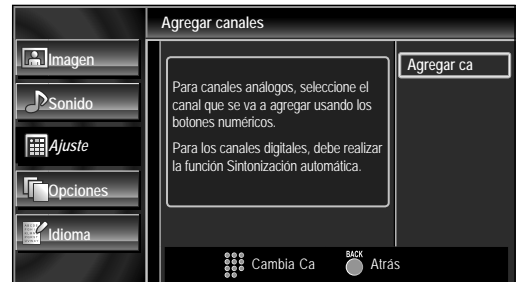 Agregar canales
Imagen
Sonido
Ajuste
Opciones
Idioma
Para canales análogos, seleccione el
canal que se va a agregar usando los
botones numéricos.
Para los canales digitales, debe realizar
la función Sintonización automática.
Agregar ca
Cambia Ca
BACK
Atrás